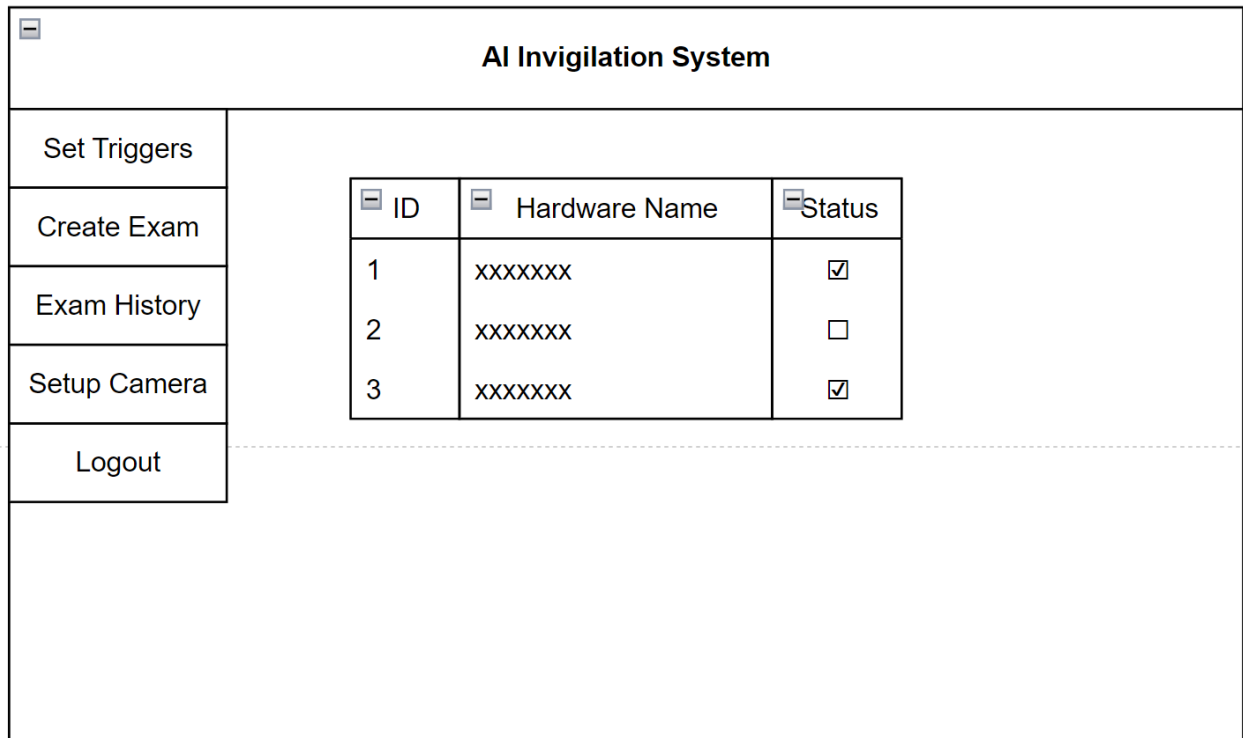 AI Invigilation System
Set Triggers
Create Exam
Exam History
Setup Camera
Logout
ID Hardware Name Status
1 xxxxxxx ☑
2 xxxxxxx ☐
3 xxxxxxx ☑